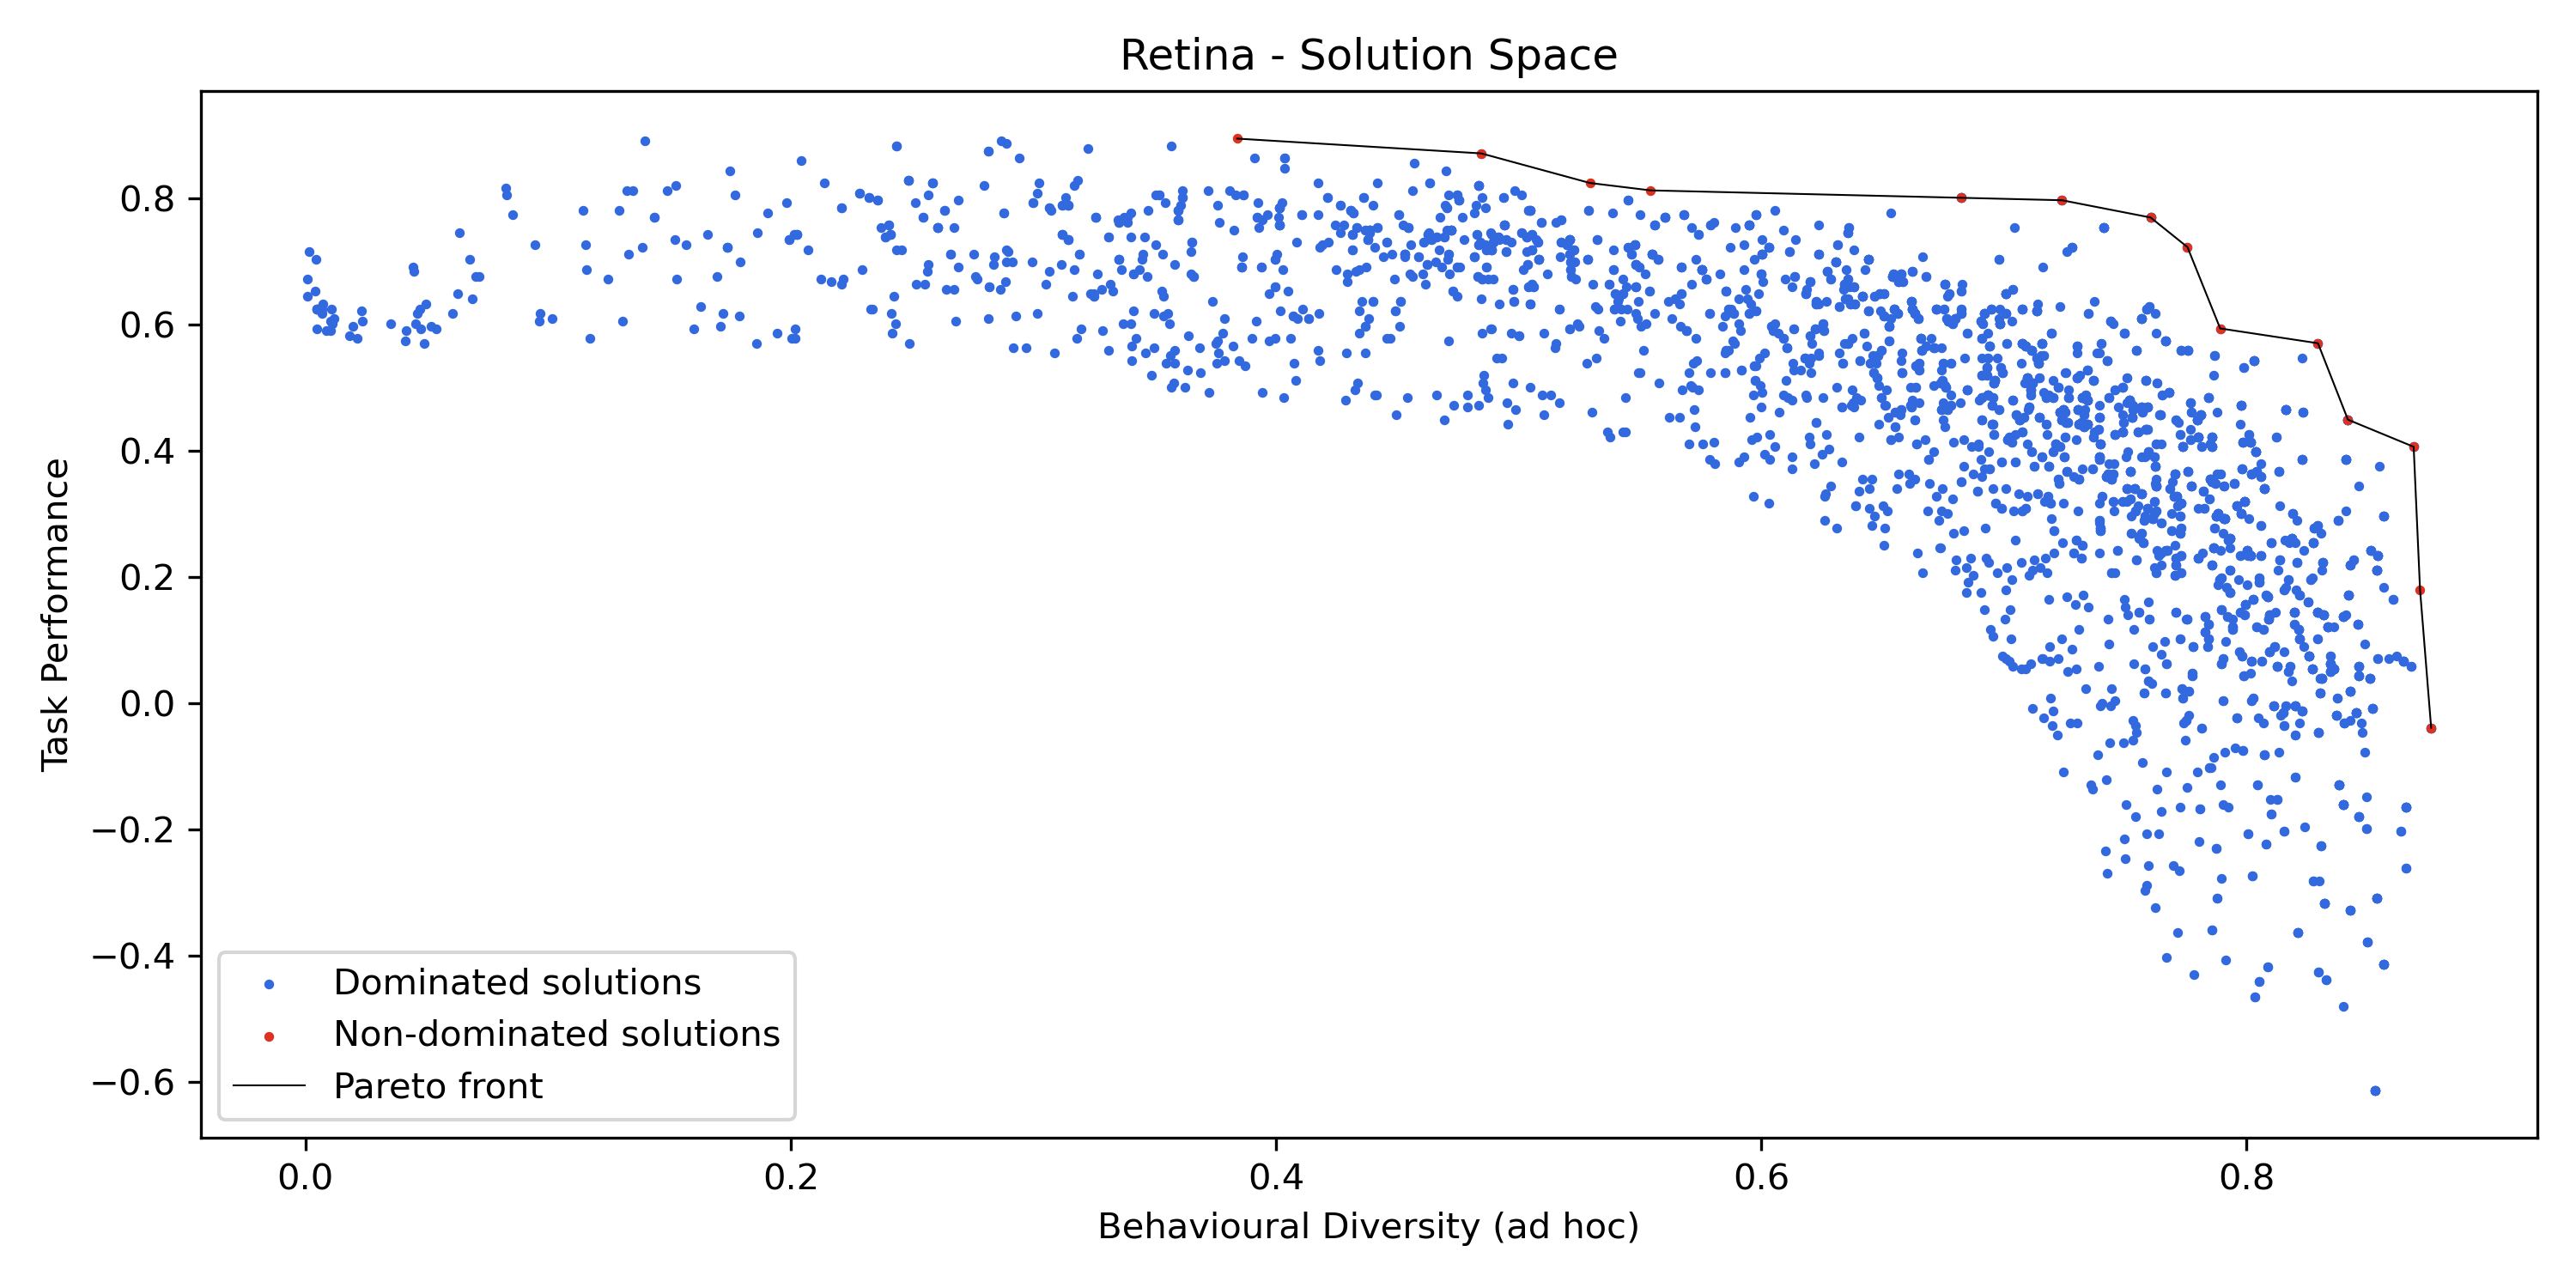 Retina - Solution Space
Task Performance
0.8
0.6
0.4
0.2
0.0
−0.2
−0.4
−0.6
Dominated solutions
Non-dominated solutions
Pareto front
0.0 0.2 0.4 0.6 0.8
Behavioural Diversity (ad hoc)